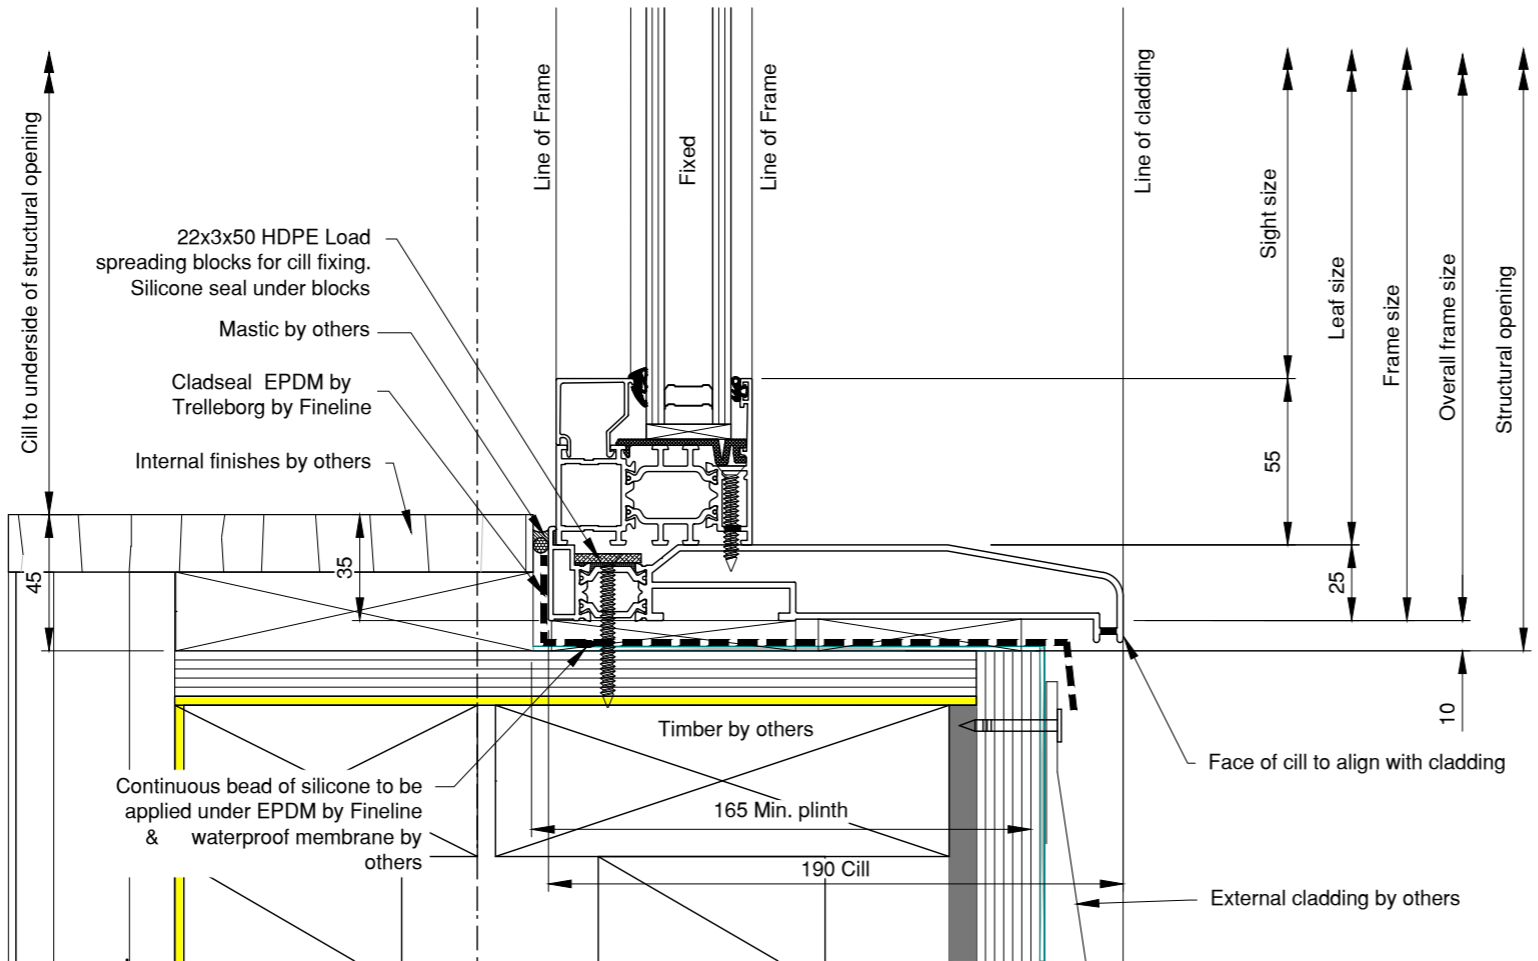 Cill to underside of structural opening
Line of Frame
Fixed
Line of Frame
Line of cladding
Sight size
Leaf size
Frame size
Overall frame size
Structural opening
22x3x50 HDPE Load
spreading blocks for cill fixing.
Silicone seal under blocks
Mastic by others
Cladseal EPDM by
Trelleborg by Fineline
Internal finishes by others
55
45
35
25
10
Timber by others
Face of cill to align with cladding
Continuous bead of silicone to be
applied under EPDM by Fineline
& waterproof membrane by
others
165 Min. plinth
190 Cill
External cladding by others